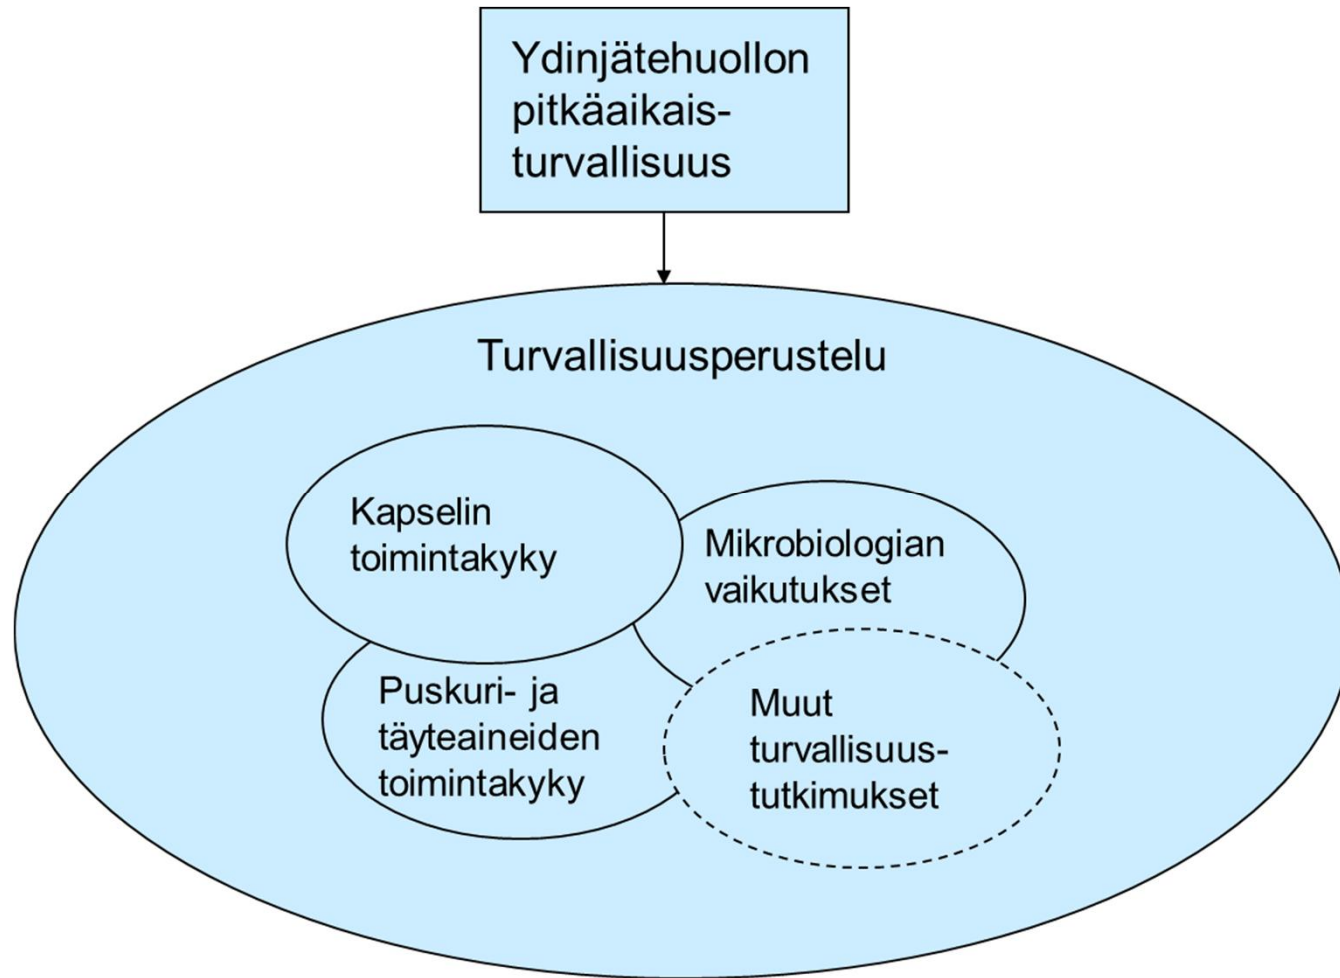 Ydinjätehuollon
pitkäaikais-
turvallisuus
Turvallisuusperustelu
Kapselin
toimintakyky
Mikrobiologian
vaikutukset
Puskuri- ja
täyteaineiden
toimintakyky
Muut
turvallisuus-
tutkimukset